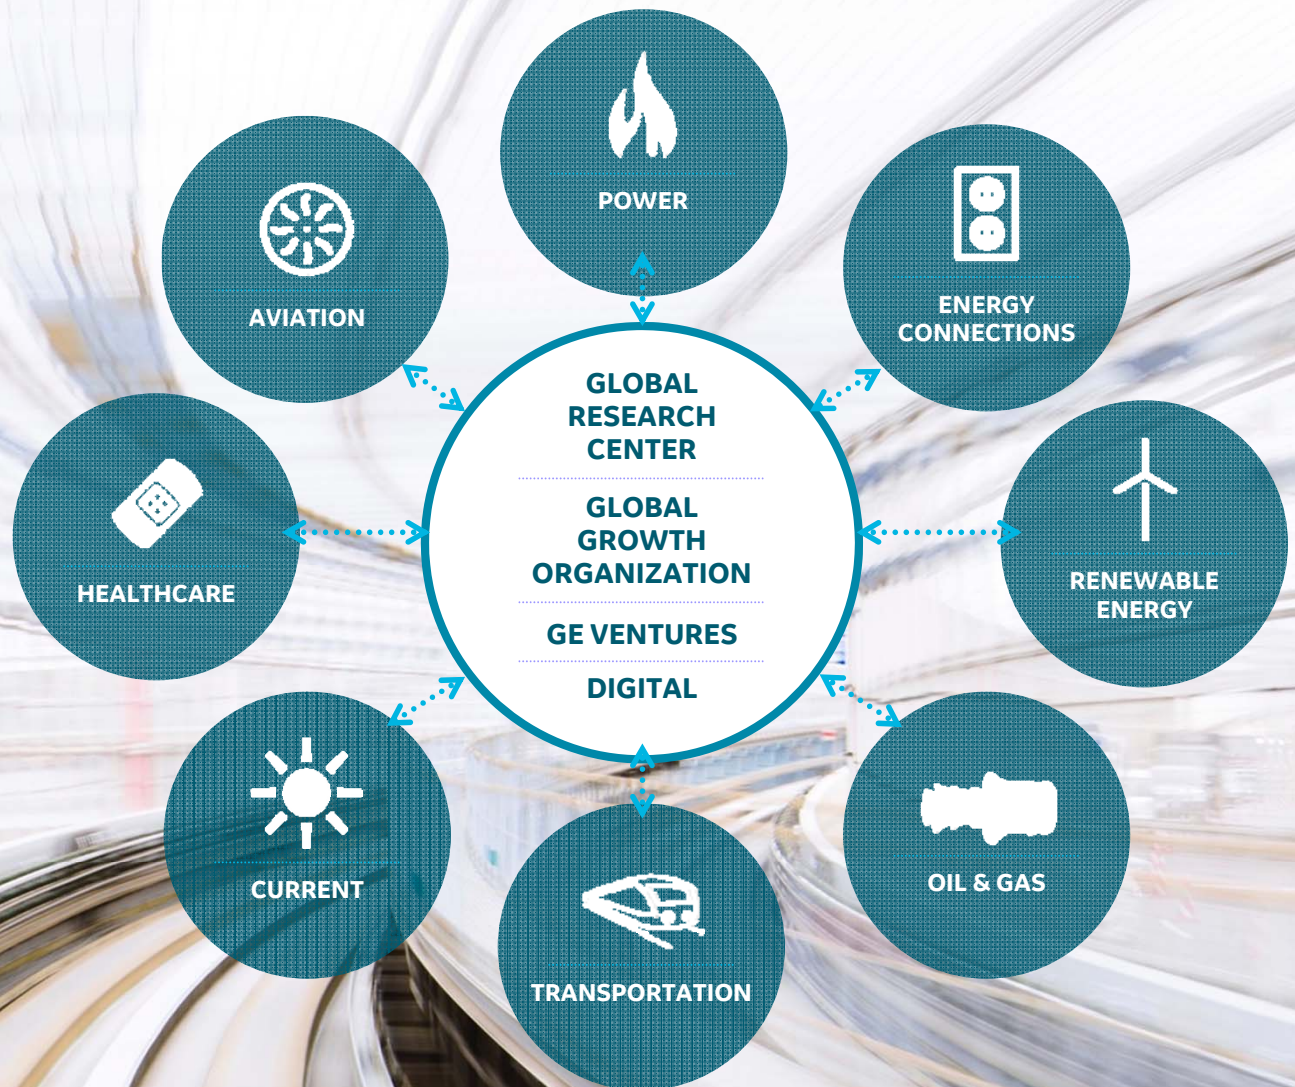 POWER
AVIATION
ENERGY
CONNECTIONS
GLOBAL
RESEARCH
CENTER
GLOBAL
GROWTH
ORGANIZATION
GE VENTURES
DIGITAL
HEALTHCARE
RENEWABLE
ENERGY
CURRENT
OIL & GAS
TRANSPORTATION